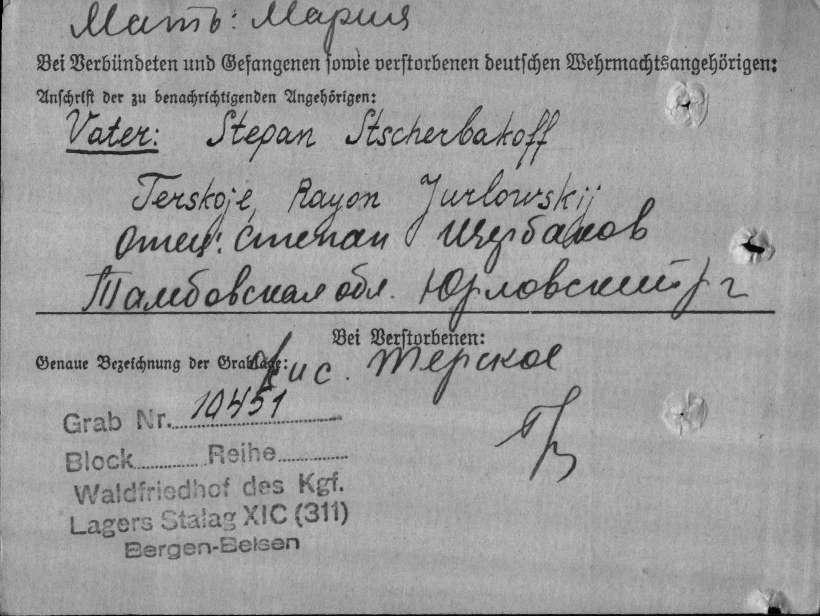 Мать: Мария
Bei Verbündeten und Gefangenen sowie verstorbenen deutschen Wehrmachtsangehörigen:
Anschrift der zu benachrichtigenden Angehörigen:
Vater: Stepan Stscherbakoff
Terskoje, Rayon Jurlowskij
Отец: Степан Щербаков
Тамбовская обл. Юрловский р-г
Bei Verstorbenen:
Genaue Bezeichnung der Grablage:
Терское
Grab Nr. 10451
Block Reihe
Waldfriedhof des Kgf.
Lagers Stalag XIC (311)
Bergen-Belsen